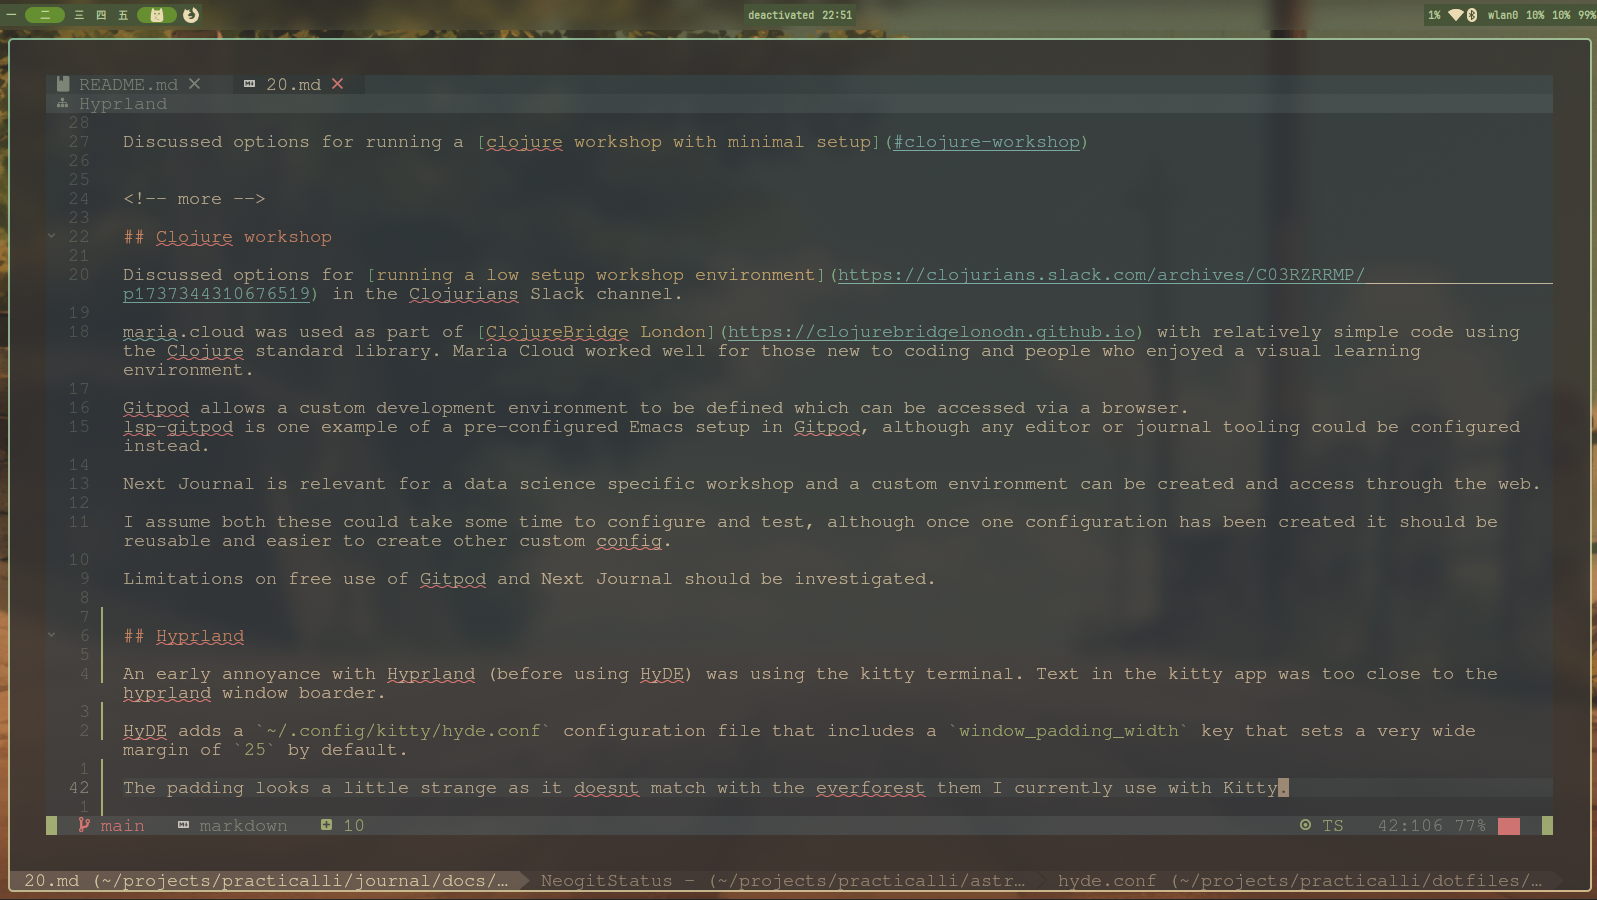 一 二 三 四 五
deactivated 22:51
1% wlan0 10% 10% 99%
README.md ✕ 20.md ✕
Hyprland
28
27 Discussed options for running a [clojure workshop with minimal setup](#clojure-workshop)
26
25
24 <!-- more -->
23
22 ## Clojure workshop
21
20 Discussed options for [running a low setup workshop environment](https://clojurians.slack.com/archives/C03RZRRMP/
p1737344310676519) in the Clojurians Slack channel.
19
18 maria.cloud was used as part of [ClojureBridge London](https://clojurebridgelonodn.github.io) with relatively simple code using
the Clojure standard library. Maria Cloud worked well for those new to coding and people who enjoyed a visual learning
environment.
17
16 Gitpod allows a custom development environment to be defined which can be accessed via a browser.
15 lsp-gitpod is one example of a pre-configured Emacs setup in Gitpod, although any editor or journal tooling could be configured
instead.
14
13 Next Journal is relevant for a data science specific workshop and a custom environment can be created and access through the web.
12
11 I assume both these could take some time to configure and test, although once one configuration has been created it should be
reusable and easier to create other custom config.
10
9 Limitations on free use of Gitpod and Next Journal should be investigated.
8
7
6 ## Hyprland
5
4 An early annoyance with Hyprland (before using HyDE) was using the kitty terminal. Text in the kitty app was too close to the
hyprland window boarder.
3
2 HyDE adds a `~/.config/kitty/hyde.conf` configuration file that includes a `window_padding_width` key that sets a very wide
margin of `25` by default.
1
42 The padding looks a little strange as it doesnt match with the everforest them I currently use with Kitty.
1
main markdown 10 TS 42:106 77%
20.md (~/projects/practicalli/journal/docs/… NeogitStatus - (~/projects/practicalli/astr… hyde.conf (~/projects/practicalli/dotfiles/…